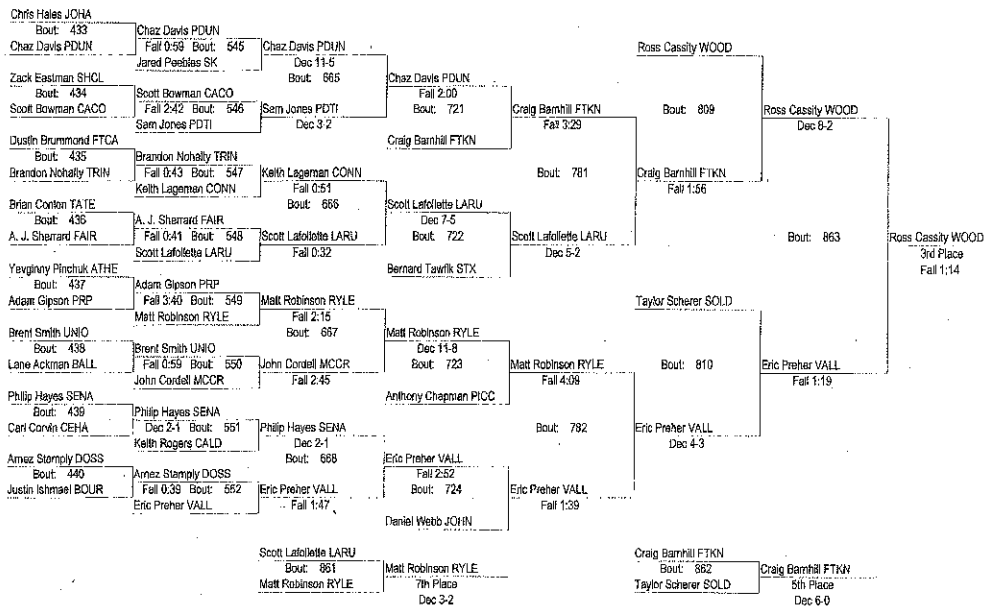 Chris Hales JOHA
Bout: 433
Chaz Davis PDUN
Zack Eastman SHCL
Bout: 434
Scott Bowman CACO
Dustin Brummond FTCA
Bout: 435
Brandon Nohally TRIN
Brian Conton TATE
Bout: 436
A. J. Sherrard FAIR
Yevginny Pinchuk ATHE
Bout: 437
Adam Gipson PRP
Brent Smith UNIO
Bout: 438
Lane Ackman BALL
Philip Hayes SENA
Bout: 439
Carl Corvin CEHA
Amez Stamply DOSS
Bout: 440
Justin Ishmael BOUR
Chaz Davis PDUN
Fall 0:59 Bout: 545
Jared Peebles SK
Scott Bowman CACO
Fall 2:42 Bout: 546
Sam Jones PDTI
Brandon Nohally TRIN
Fall 0:43 Bout: 547
Keith Lageman CONN
A. J. Sherrard FAIR
Fall 0:41 Bout: 548
Scott Lafollette LARU
Adam Gipson PRP
Fall 3:40 Bout: 549
Matt Robinson RYLE
Brent Smith UNIO
Fall 0:59 Bout: 550
John Cordell MCCR
Philip Hayes SENA
Dec 2-1 Bout: 551
Keith Rogers CALD
Amez Stamply DOSS
Fall 0:39 Bout: 552
Eric Preher VALL
Chaz Davis PDUN
Dec 11-5
Bout: 665
Sam Jones PDTI
Dec 3-2
Keith Lageman CONN
Fall 0:51
Bout: 666
Scott Lafollette LARU
Fall 0:32
Matt Robinson RYLE
Fall 2:15
Bout: 667
John Cordell MCCR
Fall 2:45
Philip Hayes SENA
Dec 2-1
Bout: 668
Eric Preher VALL
Fall 1:47
Chaz Davis PDUN
Fall 2:00
Bout: 721
Craig Barnhill FTKN
Scott Lafollette LARU
Dec 7-5
Bout: 722
Bernard Tawfik STX
Matt Robinson RYLE
Dec 11-8
Bout: 723
Anthony Chapman PICC
Eric Preher VALL
Fall 2:52
Bout: 724
Daniel Webb JOHN
Craig Barnhill FTKN
Fall 3:29
Bout: 781
Scott Lafollette LARU
Dec 5-2
Matt Robinson RYLE
Fall 4:09
Bout: 782
Eric Preher VALL
Fall 1:39
Ross Cassity WOOD
Bout: 809
Craig Barnhill FTKN
Fall 1:56
Taylor Scherer SOLD
Bout: 810
Eric Preher VALL
Dec 4-3
Ross Cassity WOOD
Dec 8-2
Bout: 863
Eric Preher VALL
Fall 1:19
Ross Cassity WOOD
3rd Place
Fall 1:14
Scott Lafollette LARU
Bout: 861
Matt Robinson RYLE
Matt Robinson RYLE
7th Place
Dec 3-2
Craig Barnhill FTKN
Bout: 862
Taylor Scherer SOLD
Craig Barnhill FTKN
5th Place
Dec 6-0